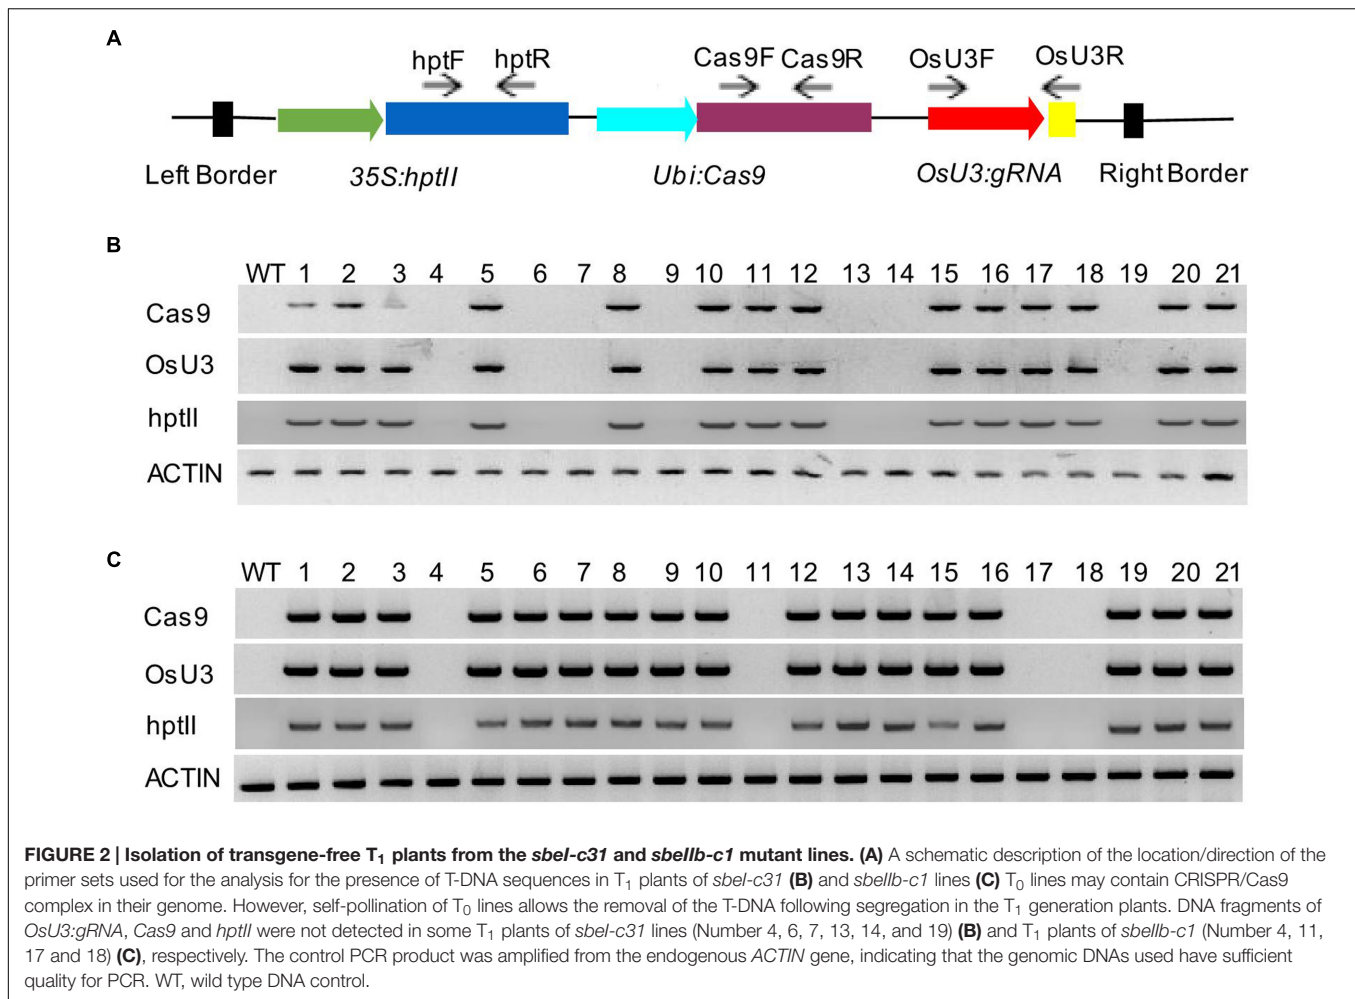 A
hptF hptR Cas9F Cas9R OsU3F OsU3R
Left Border 35S:hptII Ubi:Cas9 OsU3:gRNA Right Border
B
WT 1 2 3 4 5 6 7 8 9 10 11 12 13 14 15 16 17 18 19 20 21
Cas9
OsU3
hptII
ACTIN
C
WT 1 2 3 4 5 6 7 8 9 10 11 12 13 14 15 16 17 18 19 20 21
Cas9
OsU3
hptII
ACTIN
FIGURE 2 | Isolation of transgene-free T1 plants from the sbeI-c31 and sbeIIb-c1 mutant lines. (A) A schematic description of the location/direction of the
primer sets used for the analysis for the presence of T-DNA sequences in T1 plants of sbeI-c31 (B) and sbeIIb-c1 lines (C) T0 lines may contain CRISPR/Cas9
complex in their genome. However, self-pollination of T0 lines allows the removal of the T-DNA following segregation in the T1 generation plants. DNA fragments of
OsU3:gRNA, Cas9 and hptII were not detected in some T1 plants of sbeI-c31 lines (Number 4, 6, 7, 13, 14, and 19) (B) and T1 plants of sbeIIb-c1 (Number 4, 11,
17 and 18) (C), respectively. The control PCR product was amplified from the endogenous ACTIN gene, indicating that the genomic DNAs used have sufficient
quality for PCR. WT, wild type DNA control.